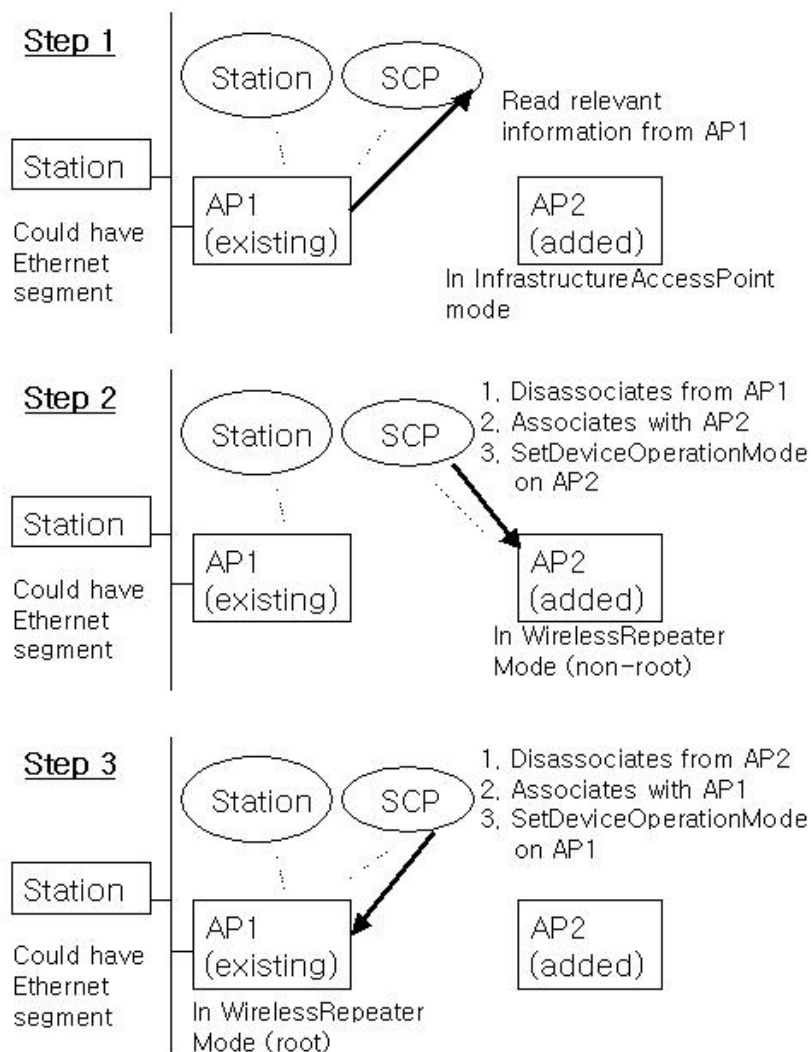 Step 1
Station
SCP
Read relevant
information from AP1
Station
AP1
(existing)
AP2
(added)
Could have
Ethernet
segment
In InfrastructureAccessPoint
mode
Step 2
Station
SCP
1, Disassociates from AP1
2, Associates with AP2
3, SetDeviceOperationMode
on AP2
Station
AP1
(existing)
AP2
(added)
Could have
Ethernet
segment
In WirelessRepeater
Mode (non-root)
Step 3
Station
SCP
1, Disassociates from AP2
2, Associates with AP1
3, SetDeviceOperationMode
on AP1
Station
AP1
(existing)
AP2
(added)
Could have
Ethernet
segment
In WirelessRepeater
Mode (root)